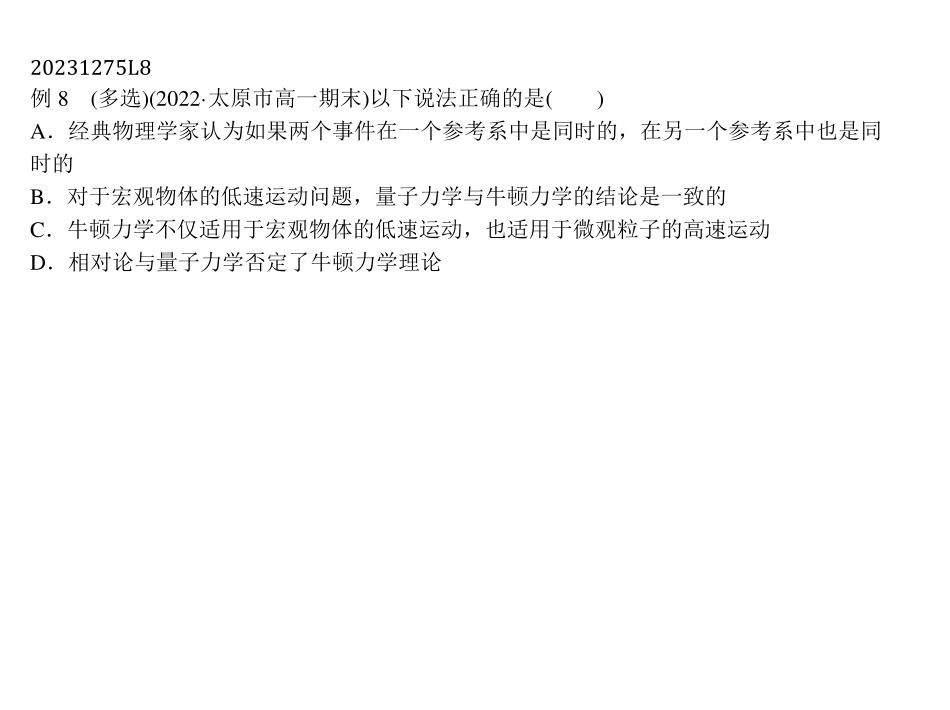 20231275L8
例 8　(多选)(2022·太原市高一期末)以下说法正确的是(　　)
A．经典物理学家认为如果两个事件在一个参考系中是同时的，在另一个参考系中也是同
时的
B．对于宏观物体的低速运动问题，量子力学与牛顿力学的结论是一致的
C．牛顿力学不仅适用于宏观物体的低速运动，也适用于微观粒子的高速运动
D．相对论与量子力学否定了牛顿力学理论